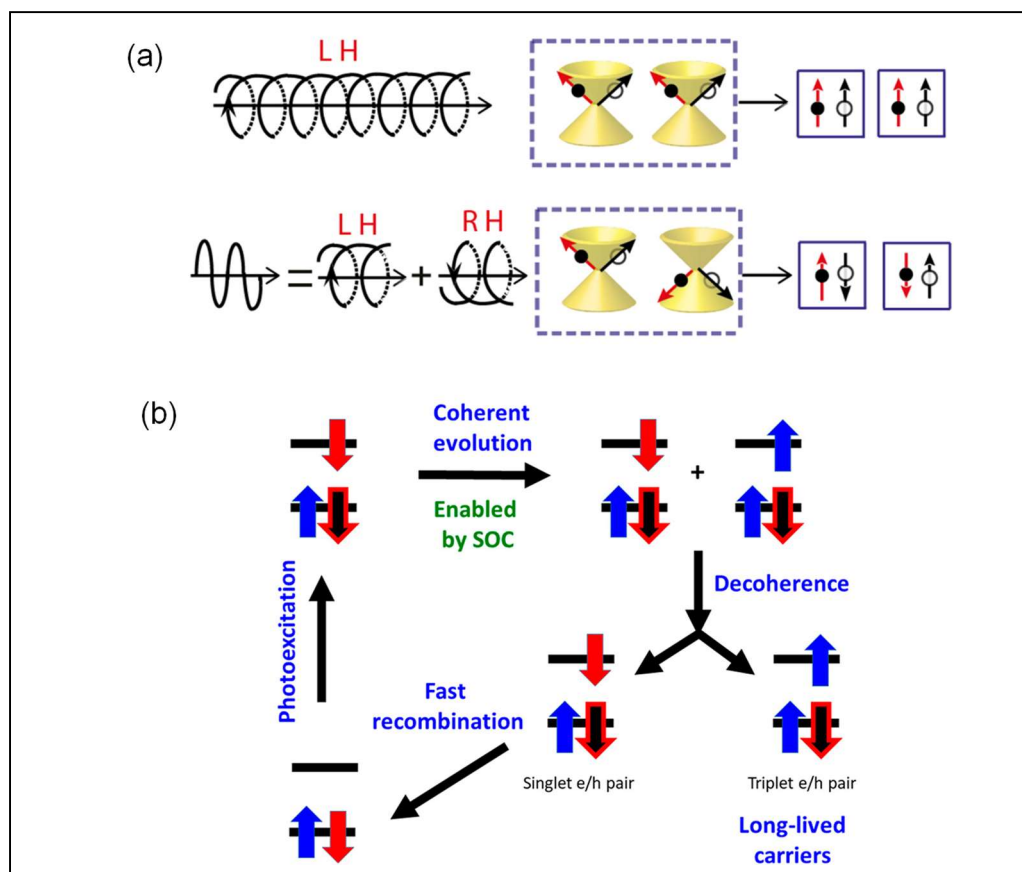 (a)
L H
=
L H
+
R H
(b)
Coherent
evolution
Enabled
by SOC
+
Decoherence
Photoexcitation
Fast
recombination
Singlet e/h pair
Triplet e/h pair
Long-lived
carriers